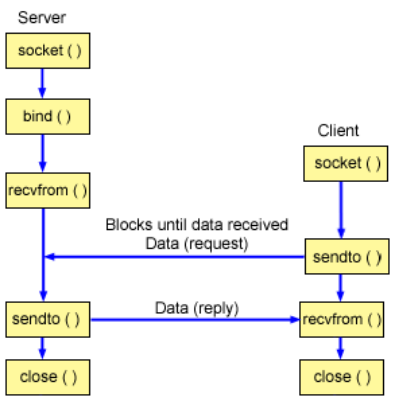 Server
socket ( )
bind ( )
Client
socket ( )
recvfrom ( )
Blocks until data received
Data (request)
sendto ( )
sendto ( )
Data (reply)
recvfrom ( )
close ( )
close ( )